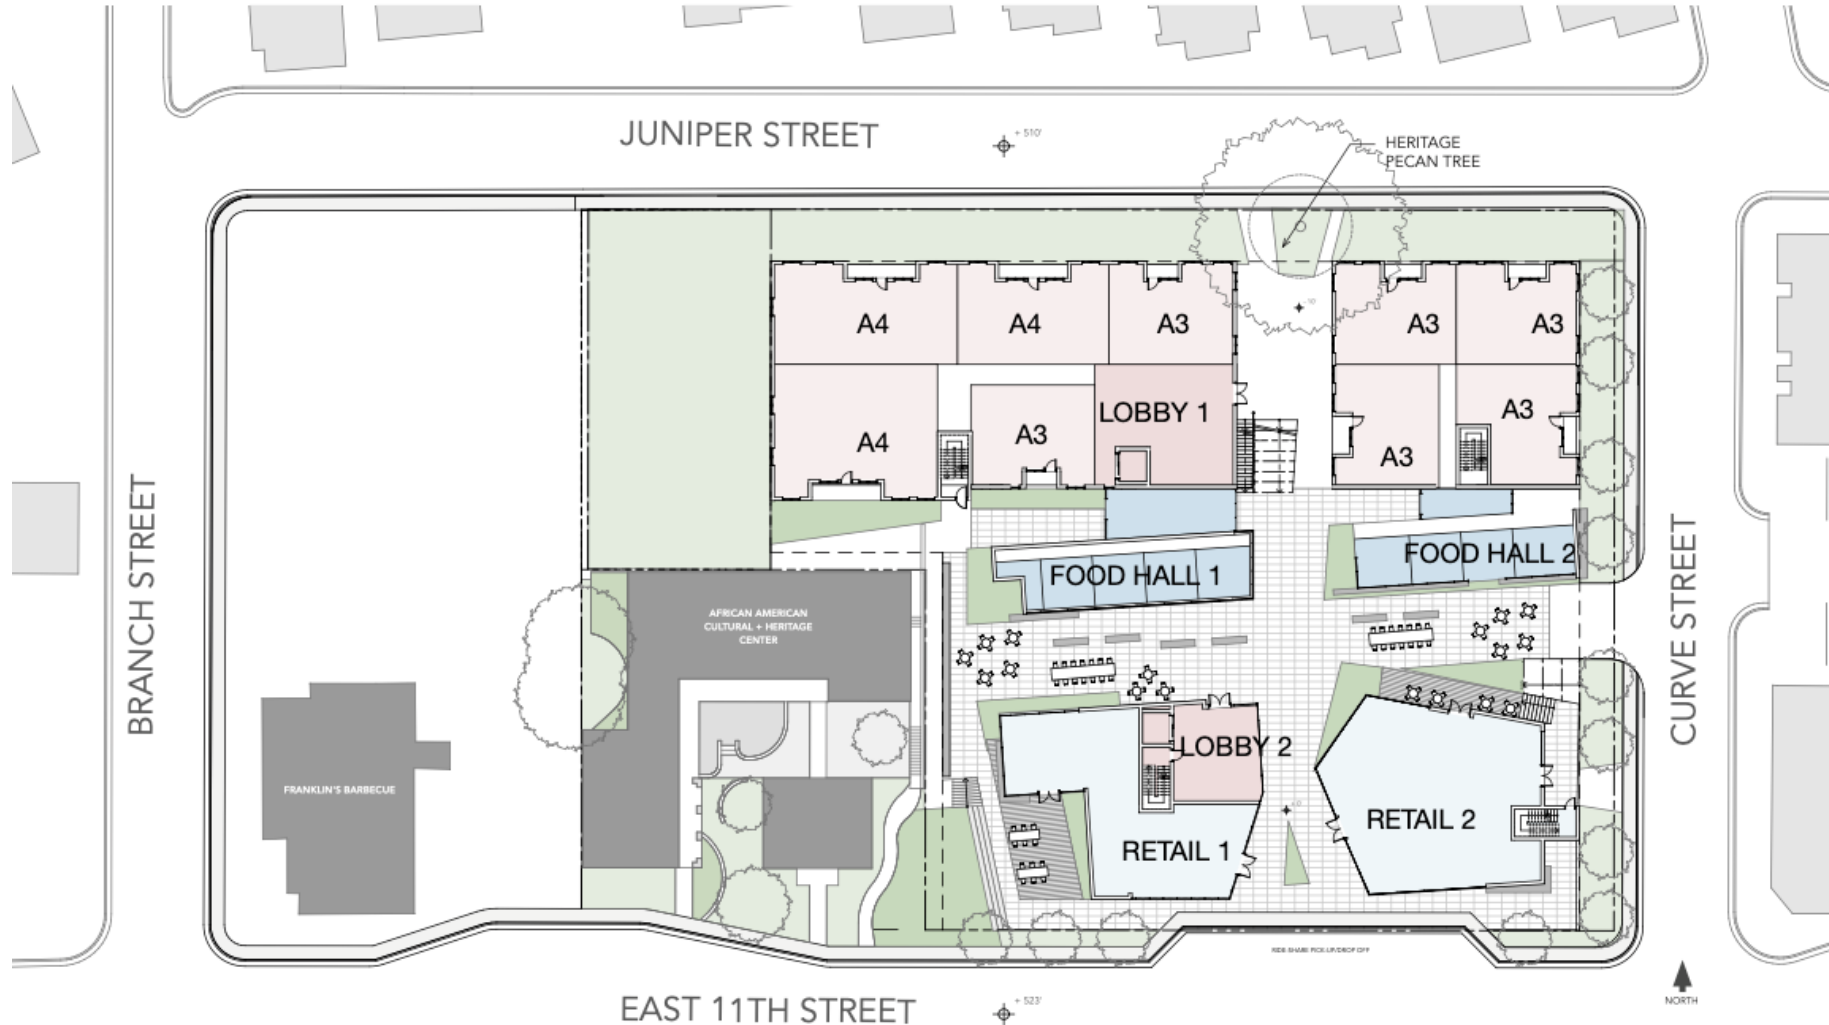 JUNIPER STREET
+ 510'
HERITAGE
PECAN TREE
A4
A4
A3
A3
A3
LOBBY 1
A4
A3
A3
A3
BRANCH STREET
FOOD HALL 1
FOOD HALL 2
CURVE STREET
AFRICAN AMERICAN
CULTURAL + HERITAGE
CENTER
LOBBY 2
FRANKLIN'S BARBECUE
RETAIL 1
RETAIL 2
RIDE SHARE PICK UP/DROP OFF
EAST 11TH STREET
+ 523'
NORTH